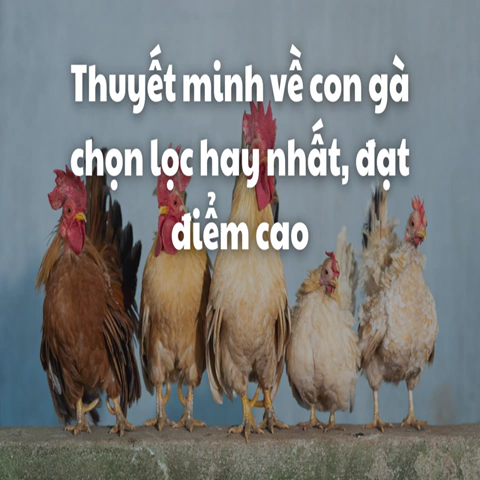 Thuyết minh về con gà
chọn lọc hay nhất, đạt
điểm cao